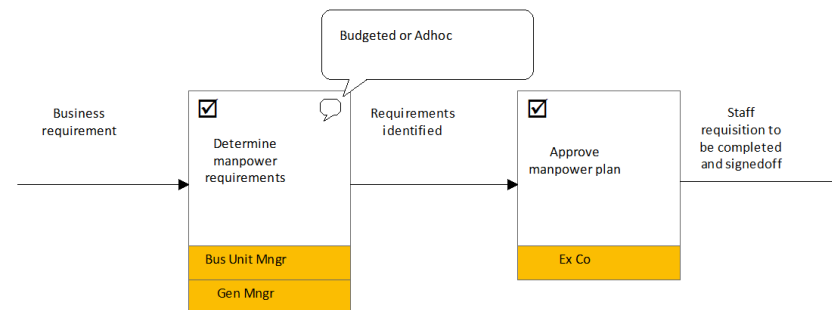 Budgeted or Adhoc
Business
requirement
Determine
manpower
requirements
Bus Unit Mngr
Gen Mngr
Requirements
identified
Approve
manpower plan
Ex Co
Staff
requisition to
be completed
and signedoff